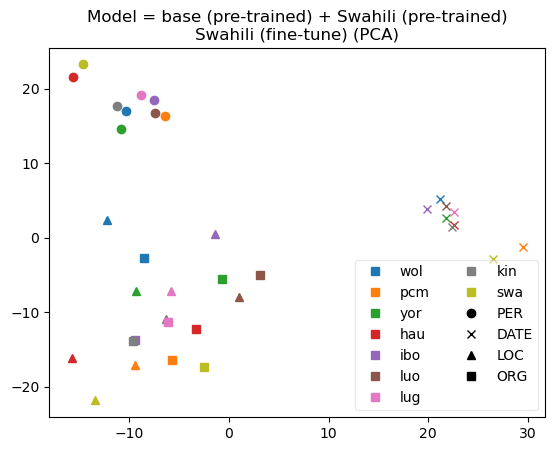 Model = base (pre-trained) + Swahili (pre-trained)
Swahili (fine-tune) (PCA)
20
10
0
−10
−20
−10
0
10
20
30
wol
pcm
yor
hau
ibo
luo
lug
kin
swa
PER
DATE
LOC
ORG